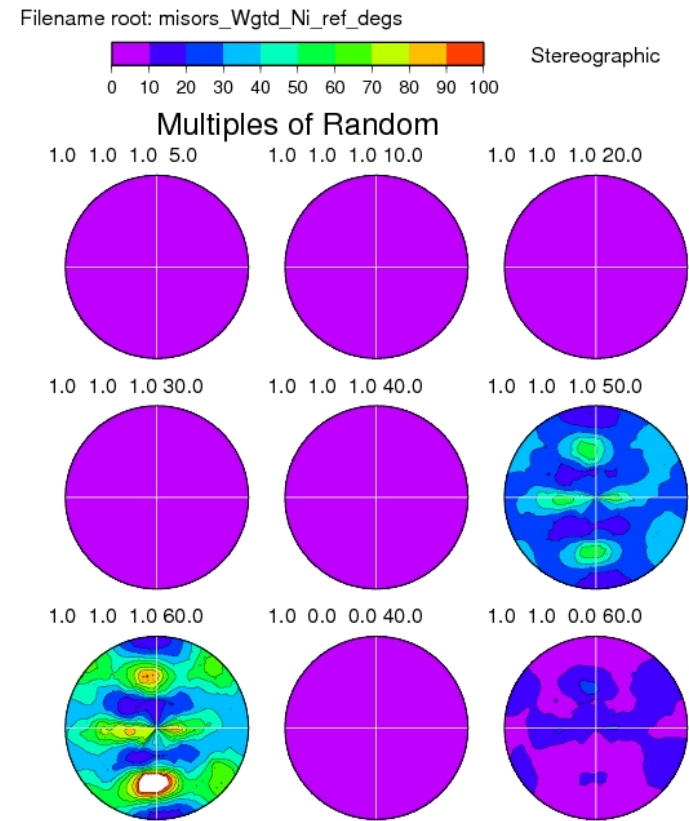 Filename root: misors_Wgtd_Ni_ref_degs
Stereographic
0 10 20 30 40 50 60 70 80 90 100
Multiples of Random
1.0 1.0 1.0 5.0 1.0 1.0 1.0 10.0 1.0 1.0 1.0 20.0
1.0 1.0 1.0 30.0 1.0 1.0 1.0 40.0 1.0 1.0 1.0 50.0
1.0 1.0 1.0 60.0 1.0 0.0 0.0 40.0 1.0 1.0 0.0 60.0